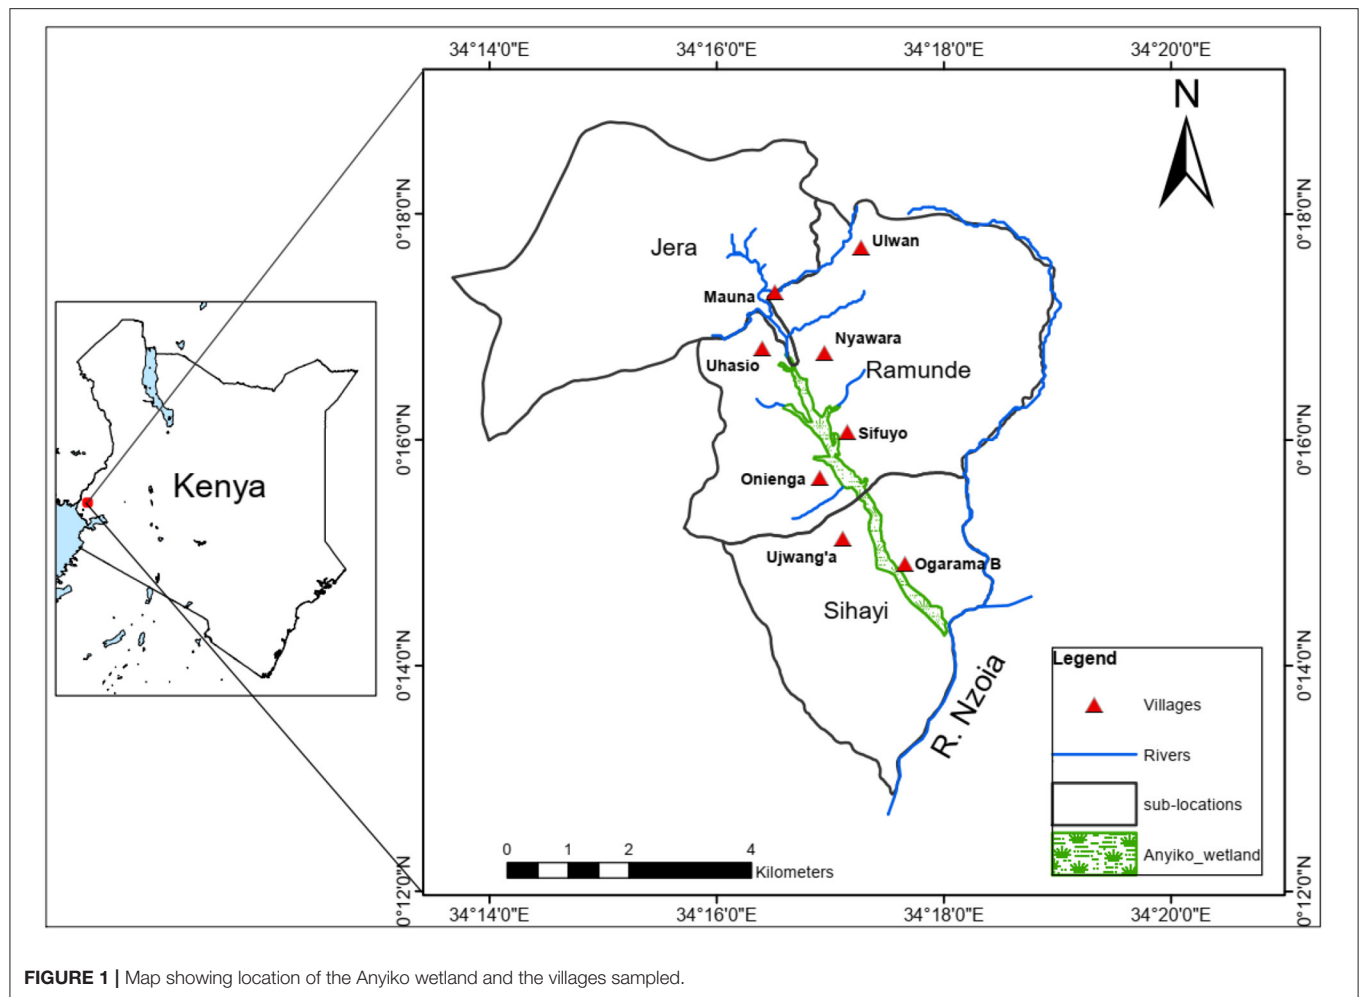 34°14'0"E 34°16'0"E 34°18'0"E 34°20'0"E
N
0°18'0"N 0°18'0"N
Ulwan
Jera
Mauna
Nyawara
Uhasio
Ramunde
Kenya
0°16'0"N 0°16'0"N
Sifuyo
Onienga
Ujwang'a
Ogarama B
Sihayi
0°14'0"N 0°14'0"N
R. Nzoia
Legend
Villages
Rivers
sub-locations
Anyiko_wetland
0 1 2 4
Kilometers
0°12'0"N 0°12'0"N
34°14'0"E 34°16'0"E 34°18'0"E 34°20'0"E
FIGURE 1 | Map showing location of the Anyiko wetland and the villages sampled.